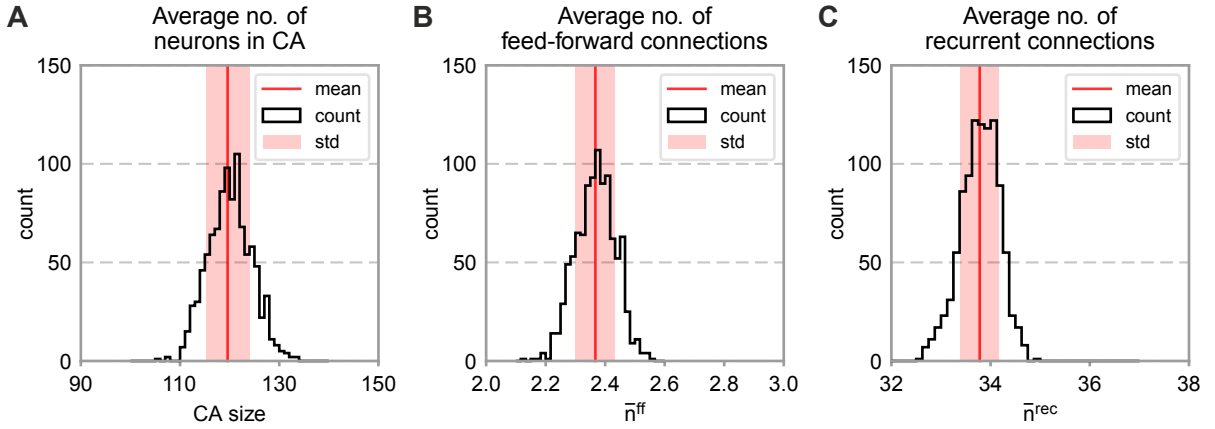 A
Average no. of
neurons in CA
150
100
50
0
count
90
110
130
150
CA size
mean
count
std
B
Average no. of
feed-forward connections
150
100
50
0
count
2.0
2.2
2.4
2.6
2.8
3.0
n̄ᶠᶠ
mean
count
std
C
Average no. of
recurrent connections
150
100
50
0
count
32
34
36
38
n̄ʳᵉᶜ
mean
count
std